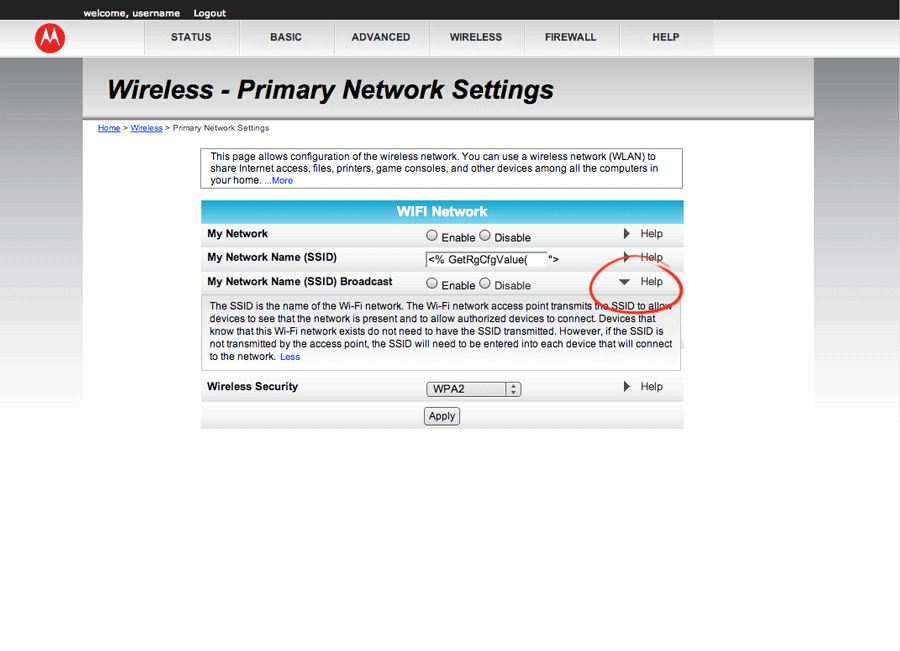 welcome, username Logout
STATUS BASIC ADVANCED WIRELESS FIREWALL HELP
Wireless - Primary Network Settings
Home > Wireless > Primary Network Settings
This page allows configuration of the wireless network. You can use a wireless network (WLAN) to
share Internet access, files, printers, game consoles, and other devices among all the computers in
your home. ...More
WIFI Network
My Network Enable Disable Help
My Network Name (SSID) <% GetRgCfgValue( "> Help
My Network Name (SSID) Broadcast Enable Disable Help
The SSID is the name of the Wi-Fi network. The Wi-Fi network access point transmits the SSID to allow
devices to see that the network is present and to allow authorized devices to connect. Devices that
know that this Wi-Fi network exists do not need to have the SSID transmitted. However, if the SSID is
not transmitted by the access point, the SSID will need to be entered into each device that will connect
to the network. Less
Wireless Security WPA2 Help
Apply